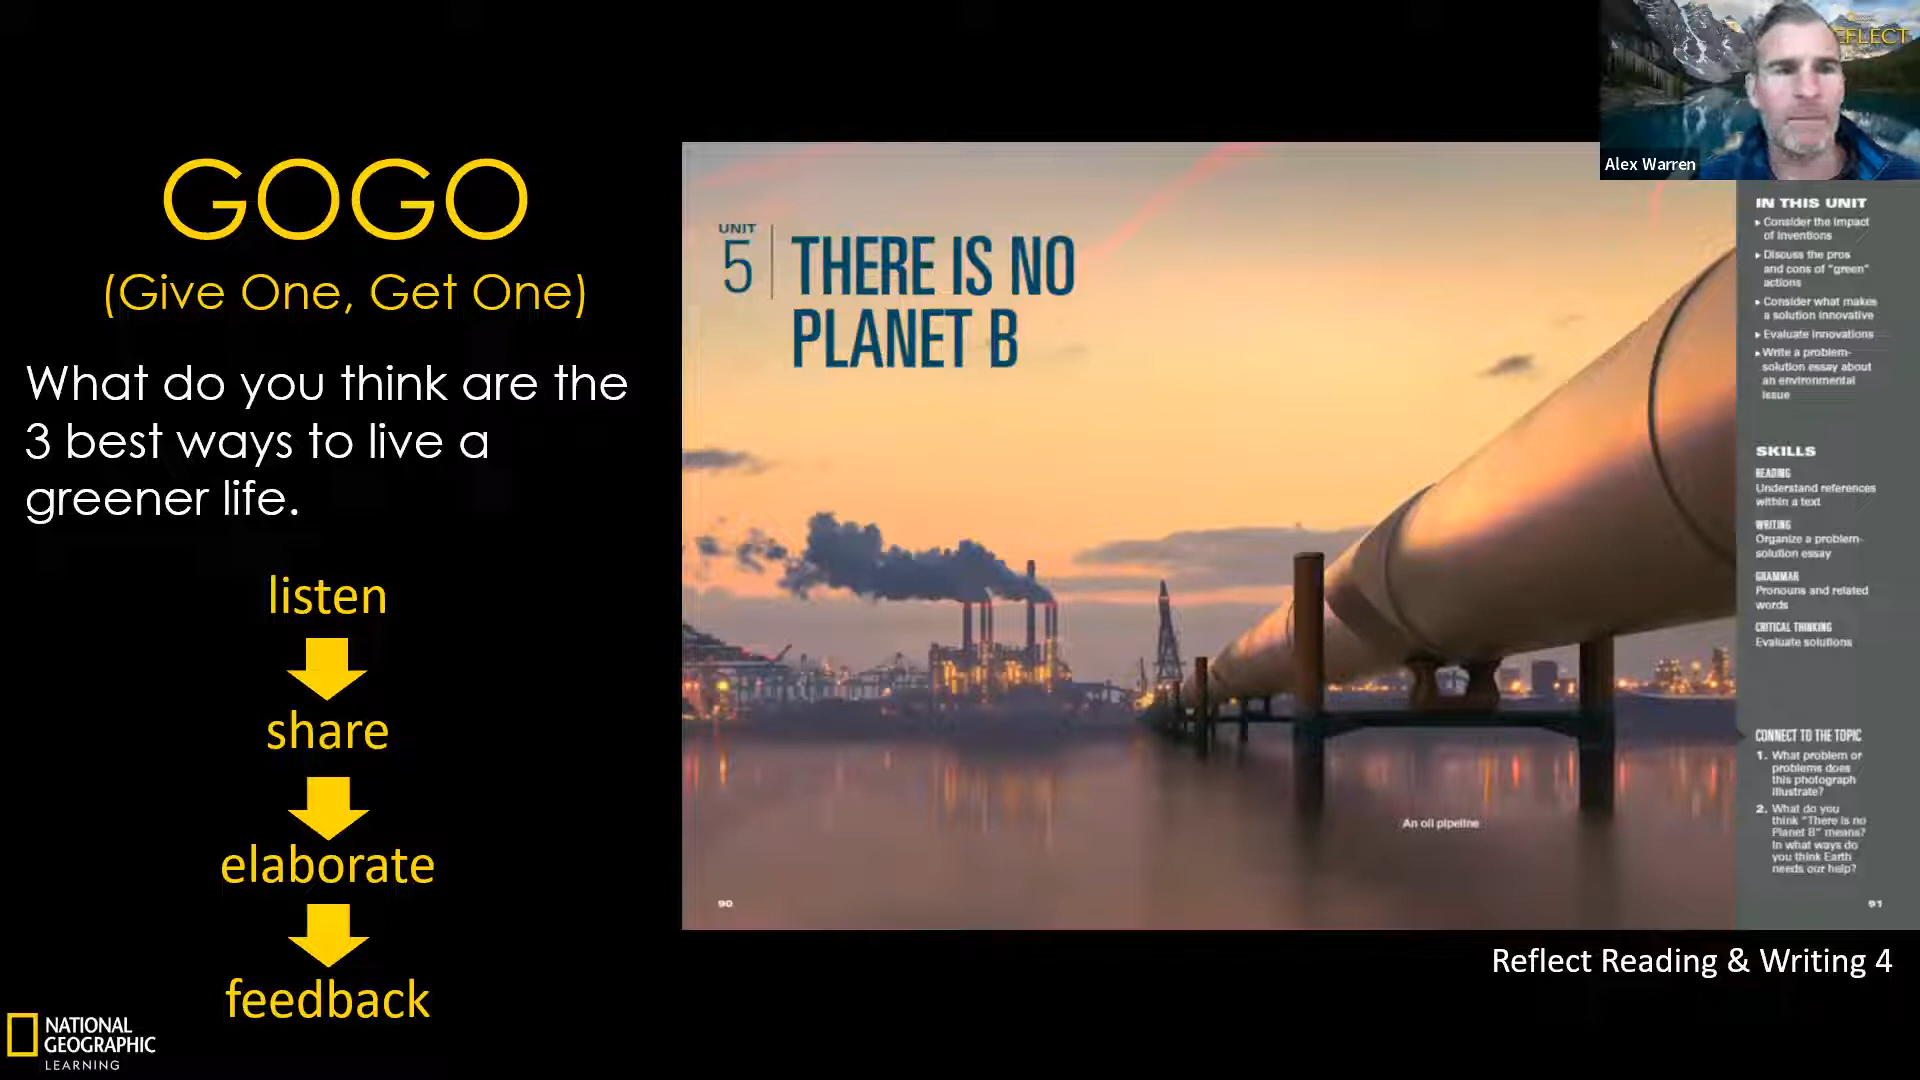 GOGO
(Give One, Get One)
What do you think are the
3 best ways to live a
greener life.
listen
share
elaborate
feedback
NATIONAL
GEOGRAPHIC
LEARNING
UNIT
5
THERE IS NO
PLANET B
An oil pipeline
90
EFLECT
Alex Warren
IN THIS UNIT
▸ Consider the impact
of inventions
▸ Discuss the pros
and cons of "green"
actions
▸ Consider what makes
a solution innovative
▸ Evaluate innovations
▸ Write a problem-
solution essay about
an environmental
issue
SKILLS
READING
Understand references
within a text
WRITING
Organize a problem-
solution essay
GRAMMAR
Pronouns and related
words
CRITICAL THINKING
Evaluate solutions
CONNECT TO THE TOPIC
1. What problem or
problems does
this photograph
illustrate?
2. What do you
think "There is no
Planet B" means?
In what ways do
you think Earth
needs our help?
91
Reflect Reading & Writing 4